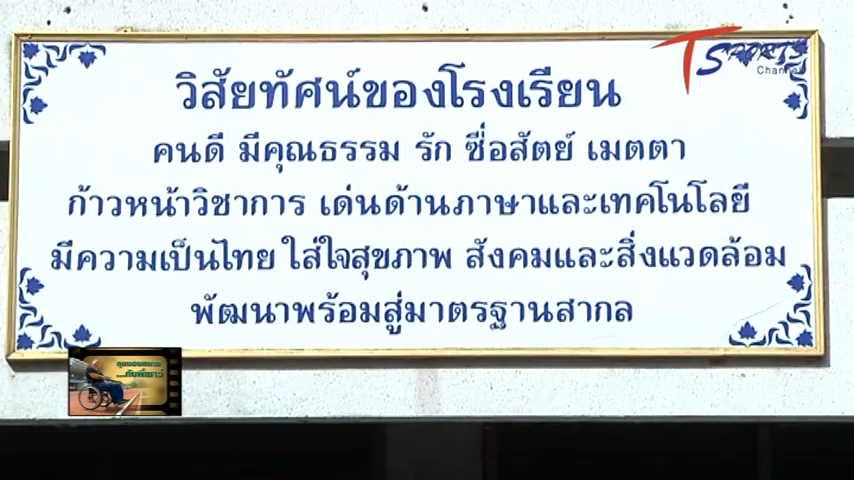 T SPORTS
Channel
วิสัยทัศน์ของโรงเรียน
คนดี มีคุณธรรม รัก ซื่อสัตย์ เมตตา
ก้าวหน้าวิชาการ เด่นด้านภาษาและเทคโนโลยี
มีความเป็นไทย ใส่ใจสุขภาพ สังคมและสิ่งแวดล้อม
พัฒนาพร้อมสู่มาตรฐานสากล